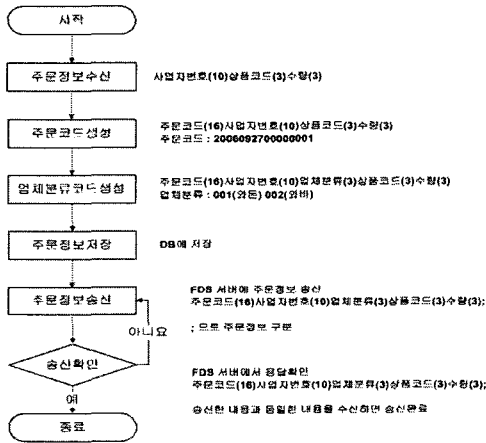 시작
주문정보수신
사업자번호(10)상품코드(3)수량(3)
주문코드생성
주문코드(16)사업자번호(10)상품코드(3)수량(3)
주문코드 : 2006092700000001
업체분류코드생성
주문코드(16)사업자번호(10)업체분류(3)상품코드(3)수량(3)
업체분류 : 001(와돈) 002(와바)
주문정보저장
DB에 저장
주문정보송신
FDS 서버에 주문정보 송신
주문코드(16)사업자번호(10)업체분류(3)상품코드(3)수량(3);
; 으로 주문정보 구분
아니요
송신확인
FDS 서버에서 응답확인
주문코드(16)사업자번호(10)업체분류(3)상품코드(3)수량(3);
송신한 내용과 동일한 내용을 수신하면 송신완료
예
종료